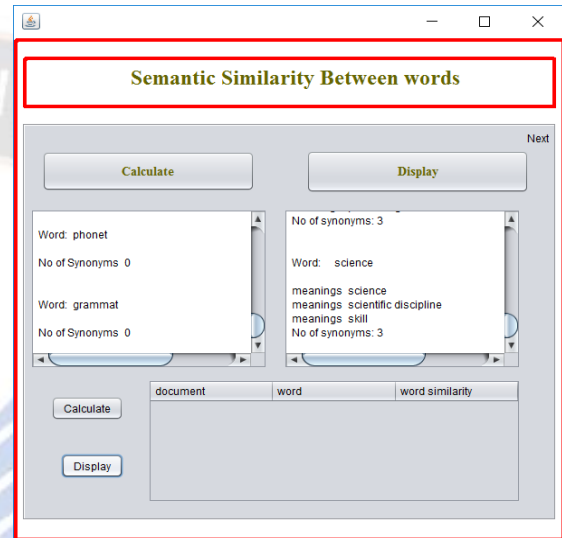 Semantic Similarity Between words
Next
Calculate
Display
Word: phonet
No of Synonyms 0
Word: grammat
No of Synonyms 0
No of synonyms: 3
Word: science
meanings science
meanings scientific discipline
meanings skill
No of synonyms: 3
Calculate
Display
document word word similarity